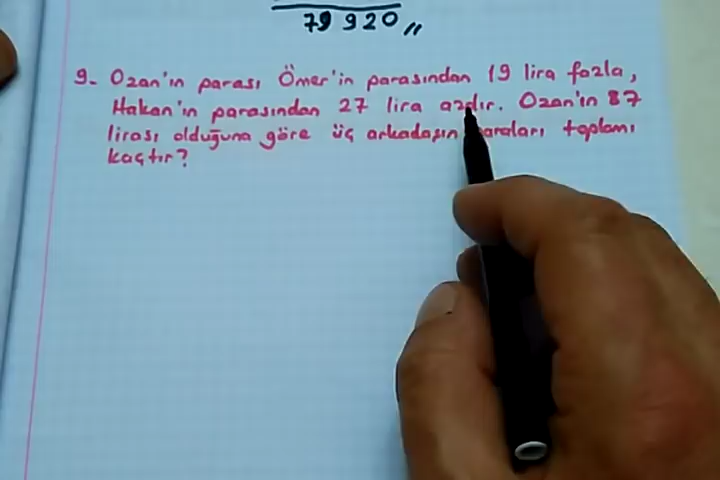 79 920 //
9- Ozan'ın parası Ömer'in parasından 19 lira fazla,
Hakan'ın parasından 27 lira azdır. Ozan'ın 87
lirası olduğuna göre üç arkadaşın paraları toplamı
kaçtır?